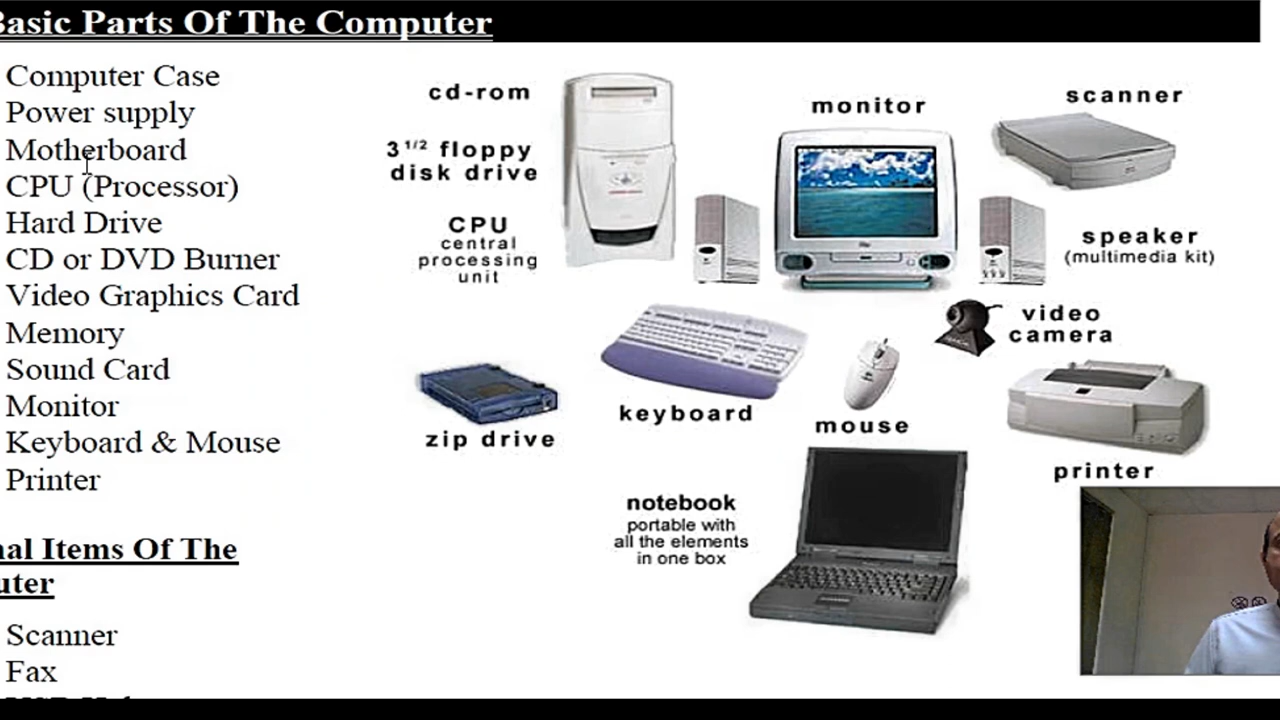 Basic Parts Of The Computer
Computer Case
Power supply
Motherboard
CPU (Processor)
Hard Drive
CD or DVD Burner
Video Graphics Card
Memory
Sound Card
Monitor
Keyboard & Mouse
Printer
Items Of The
Scanner
Fax
cd-rom
3 1/2 floppy
disk drive
CPU
central
processing
unit
monitor
scanner
speaker
(multimedia kit)
video
camera
keyboard
mouse
zip drive
printer
notebook
portable with
all the elements
in one box